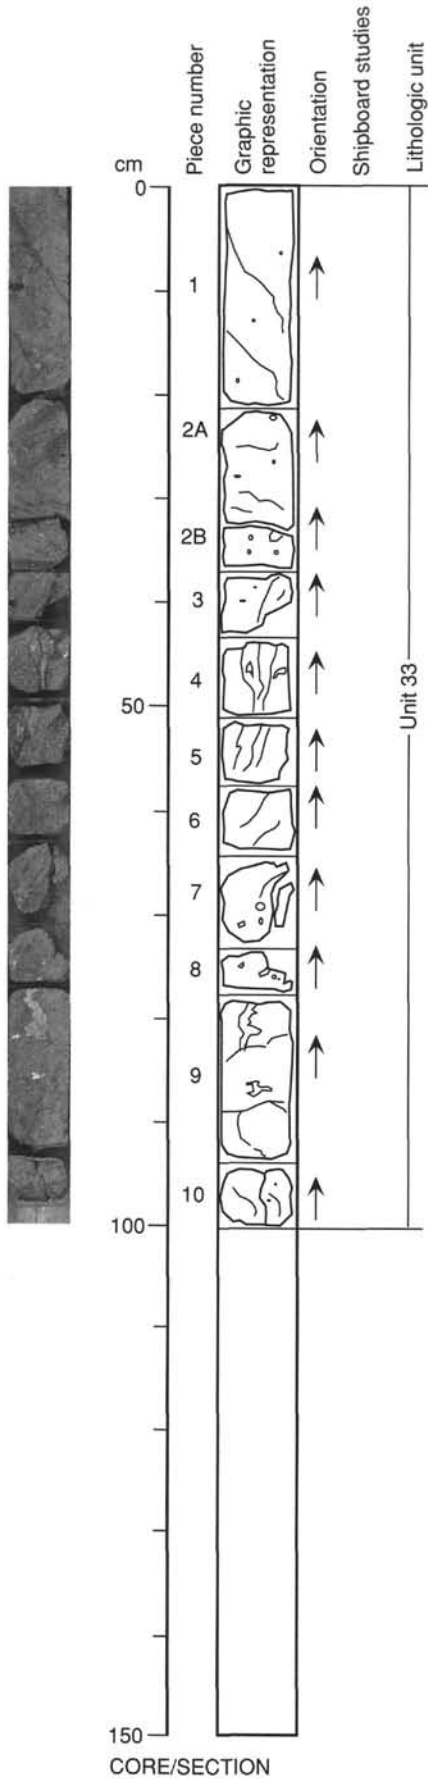 cm
Piece number
Graphic
representation
Orientation
Shipboard studies
Lithologic unit
0
1
2A
2B
3
4
50
5
6
7
8
9
10
100
Unit 33
150
CORE/SECTION